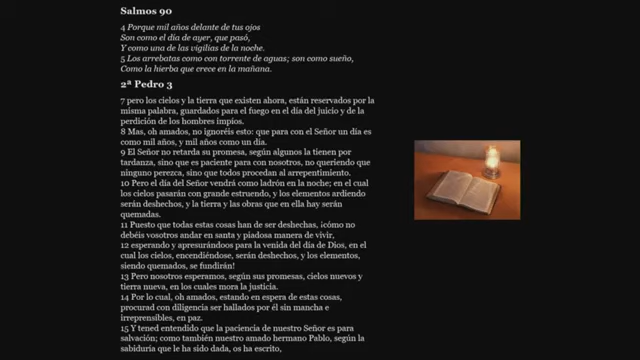 Salmos 90
4 Porque mil años delante de tus ojos
Son como el día de ayer, que pasó,
Y como una de las vigilias de la noche.
5 Los arrebatas como con torrente de aguas; son como sueño,
Como la hierba que crece en la mañana.
2ª Pedro 3
7 pero los cielos y la tierra que existen ahora, están reservados por la
misma palabra, guardados para el fuego en el día del juicio y de la
perdición de los hombres impíos.
8 Mas, oh amados, no ignoréis esto: que para con el Señor un día es
como mil años, y mil años como un día.
9 El Señor no retarda su promesa, según algunos la tienen por
tardanza, sino que es paciente para con nosotros, no queriendo que
ninguno perezca, sino que todos procedan al arrepentimiento.
10 Pero el día del Señor vendrá como ladrón en la noche; en el cual
los cielos pasarán con grande estruendo, y los elementos ardiendo
serán deshechos, y la tierra y las obras que en ella hay serán
quemadas.
11 Puesto que todas estas cosas han de ser deshechas, ¡cómo no
debéis vosotros andar en santa y piadosa manera de vivir,
12 esperando y apresurándoos para la venida del día de Dios, en el
cual los cielos, encendiéndose, serán deshechos, y los elementos,
siendo quemados, se fundirán!
13 Pero nosotros esperamos, según sus promesas, cielos nuevos y
tierra nueva, en los cuales mora la justicia.
14 Por lo cual, oh amados, estando en espera de estas cosas,
procurad con diligencia ser hallados por él sin mancha e
irreprensibles, en paz.
15 Y tened entendido que la paciencia de nuestro Señor es para
salvación; como también nuestro amado hermano Pablo, según la
sabiduría que le ha sido dada, os ha escrito,